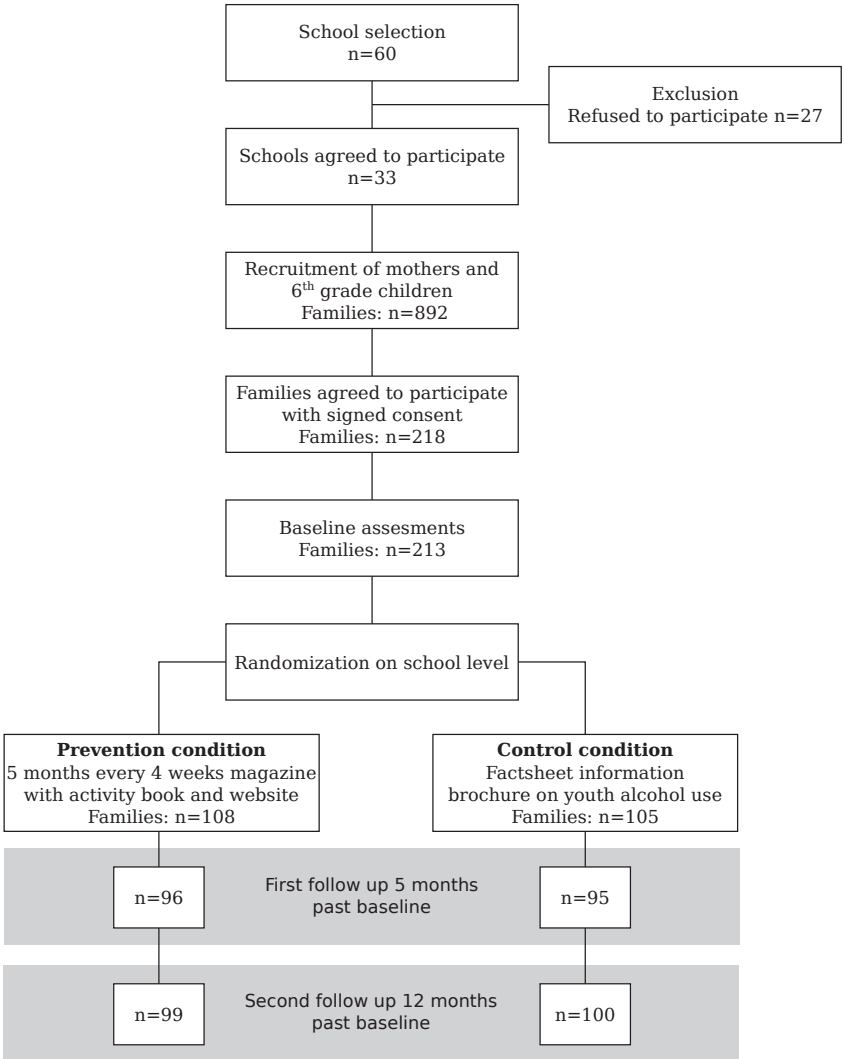 School selection
n=60
Exclusion
Refused to participate n=27
Schools agreed to participate
n=33
Recruitment of mothers and
6th grade children
Families: n=892
Families agreed to participate
with signed consent
Families: n=218
Baseline assesments
Families: n=213
Randomization on school level
Prevention condition
5 months every 4 weeks magazine
with activity book and website
Families: n=108
Control condition
Factsheet information
brochure on youth alcohol use
Families: n=105
n=96
First follow up 5 months
past baseline
n=95
n=99
Second follow up 12 months
past baseline
n=100